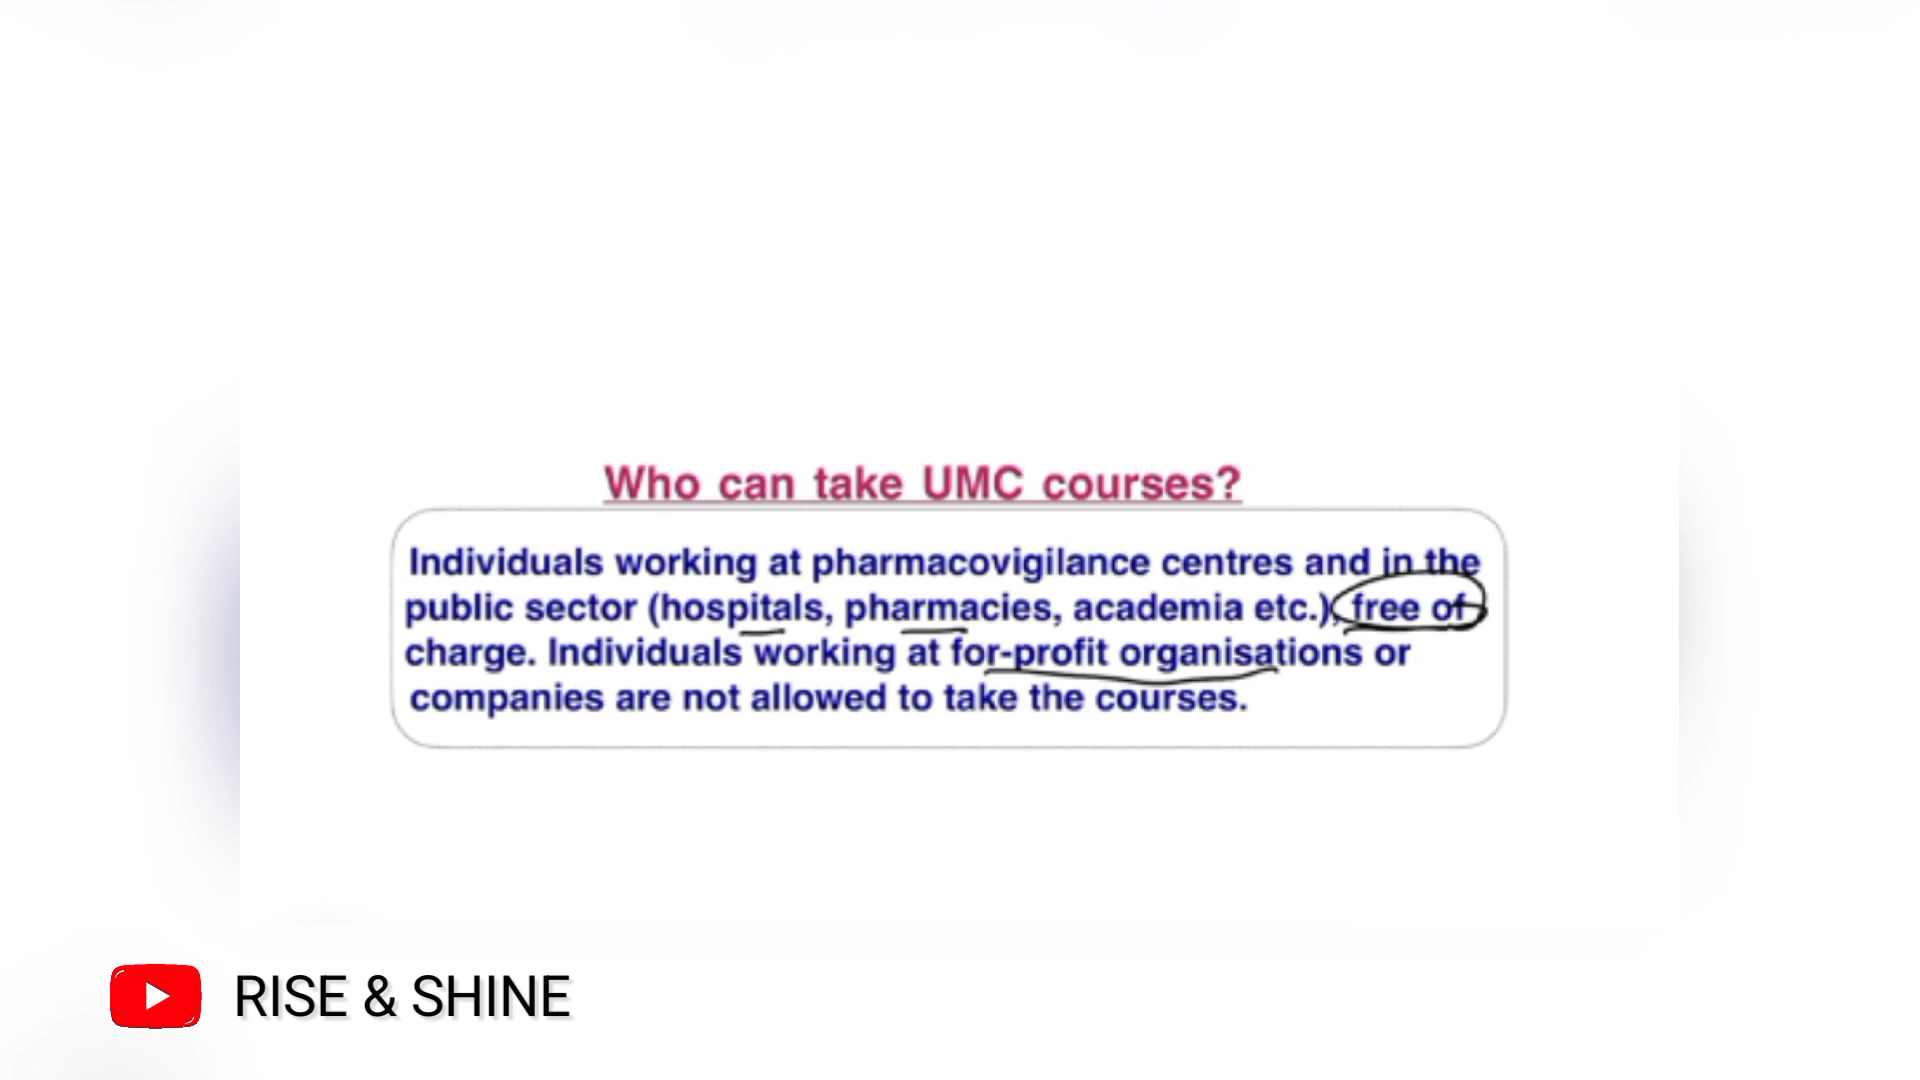 Who can take UMC courses?
Individuals working at pharmacovigilance centres and in the
public sector (hospitals, pharmacies, academia etc.), free of
charge. Individuals working at for-profit organisations or
companies are not allowed to take the courses.
RISE & SHINE